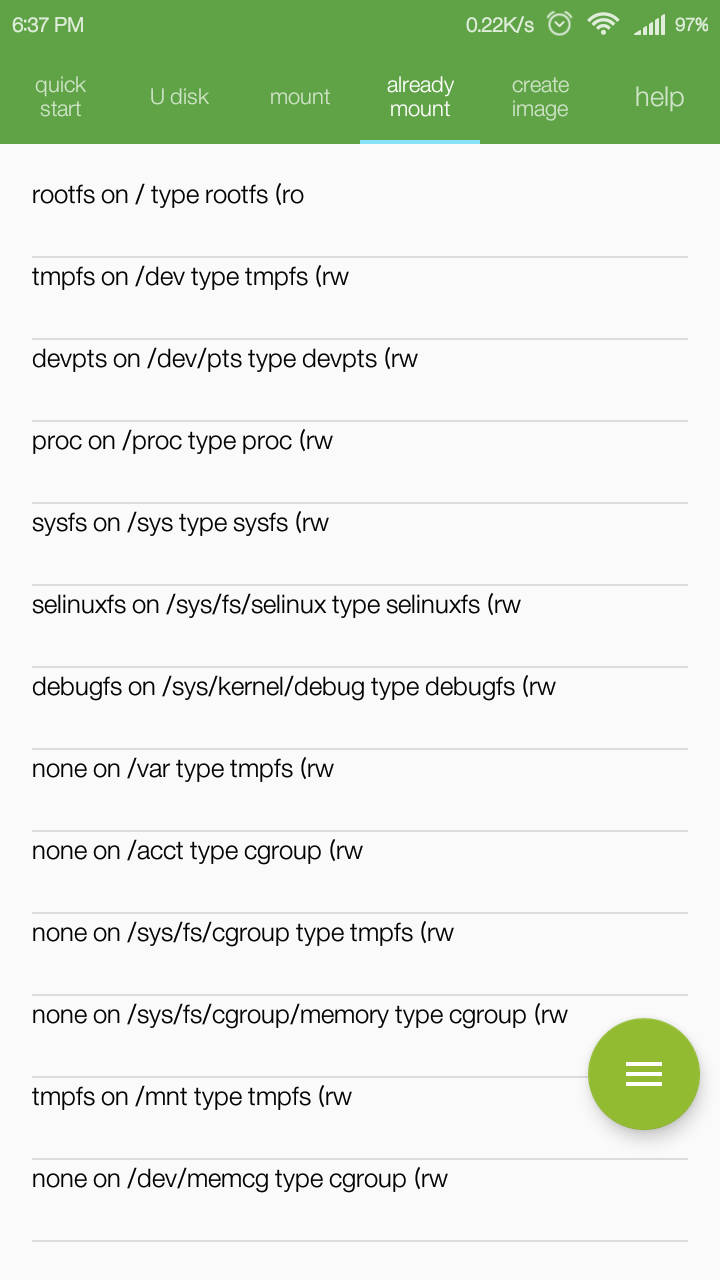 6:37 PM 0.22K/s 97%
quick
start
U disk
mount
already
mount
create
image
help
rootfs on / type rootfs (ro
tmpfs on /dev type tmpfs (rw
devpts on /dev/pts type devpts (rw
proc on /proc type proc (rw
sysfs on /sys type sysfs (rw
selinuxfs on /sys/fs/selinux type selinuxfs (rw
debugfs on /sys/kernel/debug type debugfs (rw
none on /var type tmpfs (rw
none on /acct type cgroup (rw
none on /sys/fs/cgroup type tmpfs (rw
none on /sys/fs/cgroup/memory type cgroup (rw
tmpfs on /mnt type tmpfs (rw
none on /dev/memcg type cgroup (rw